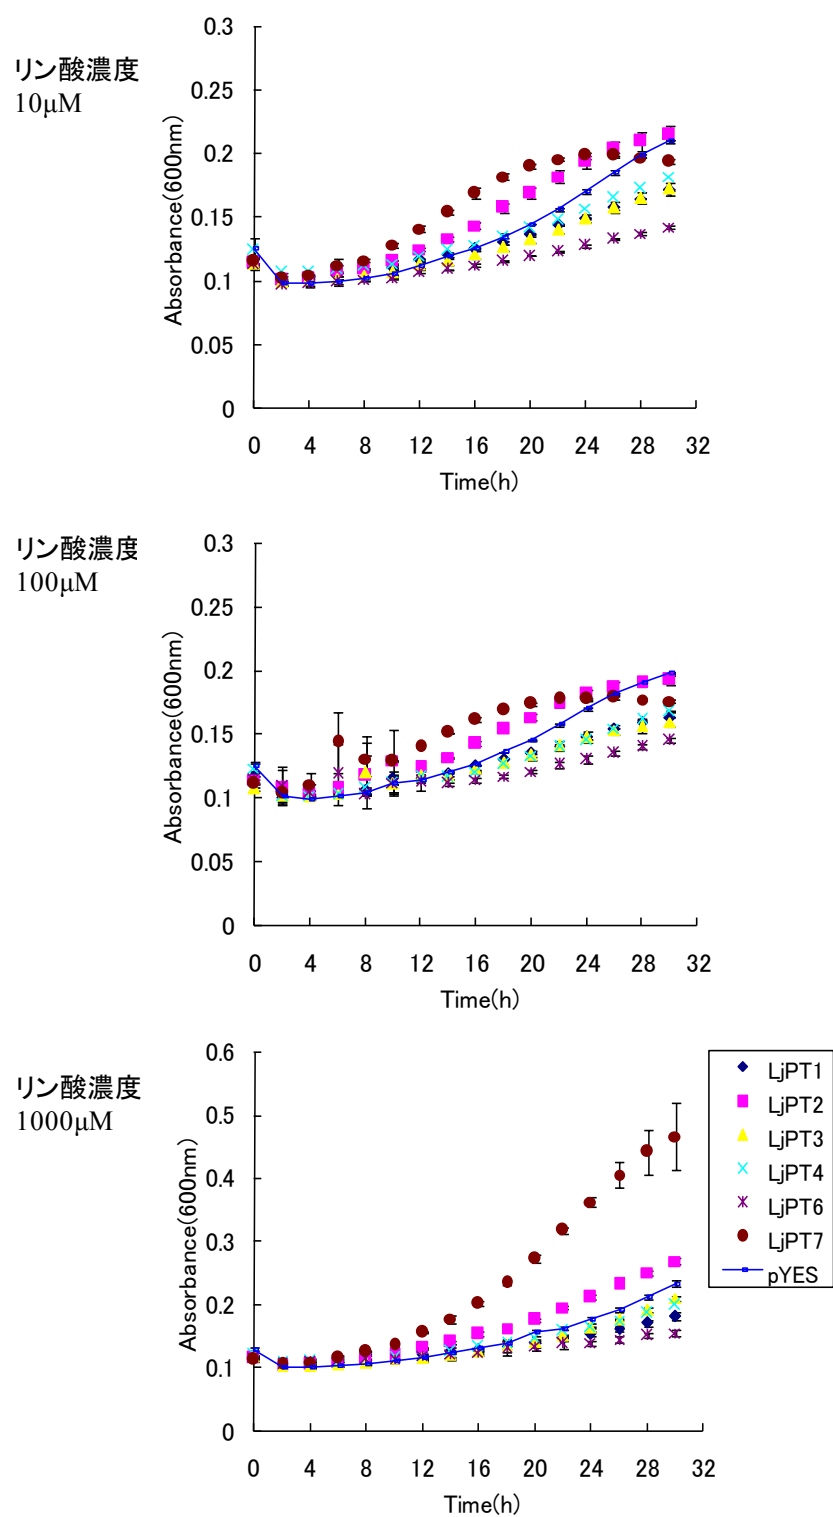 リン酸濃度
10μM
Absorbance(600nm)
0.3
0.25
0.2
0.15
0.1
0.05
0
0 4 8 12 16 20 24 28 32
Time(h)
リン酸濃度
100μM
Absorbance(600nm)
0.3
0.25
0.2
0.15
0.1
0.05
0
0 4 8 12 16 20 24 28 32
Time(h)
リン酸濃度
1000μM
Absorbance(600nm)
0.6
0.5
0.4
0.3
0.2
0.1
0
0 4 8 12 16 20 24 28 32
Time(h)
LjPT1
LjPT2
LjPT3
LjPT4
LjPT6
LjPT7
pYES